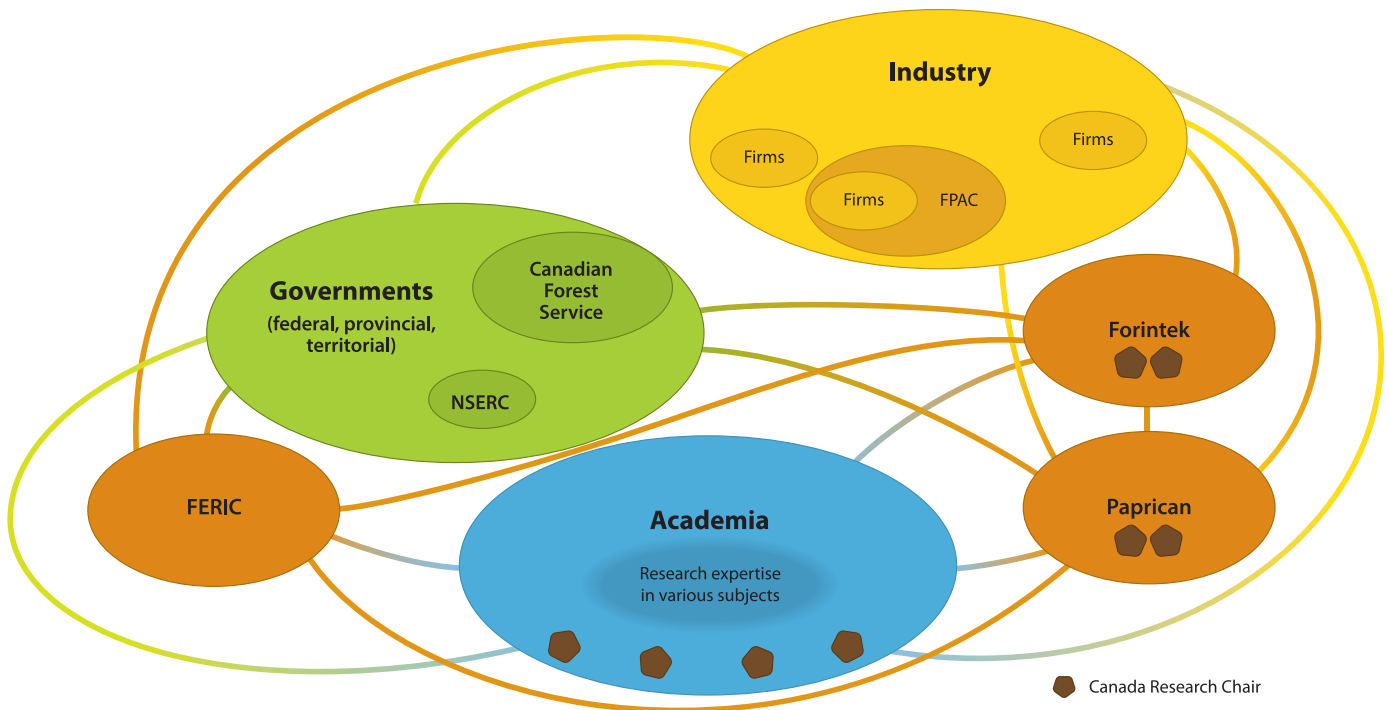 Industry
Firms
Firms
Firms
FPAC
Governments
(federal, provincial,
territorial)
Canadian
Forest
Service
NSERC
Forintek
FERIC
Paprican
Academia
Research expertise
in various subjects
Canada Research Chair